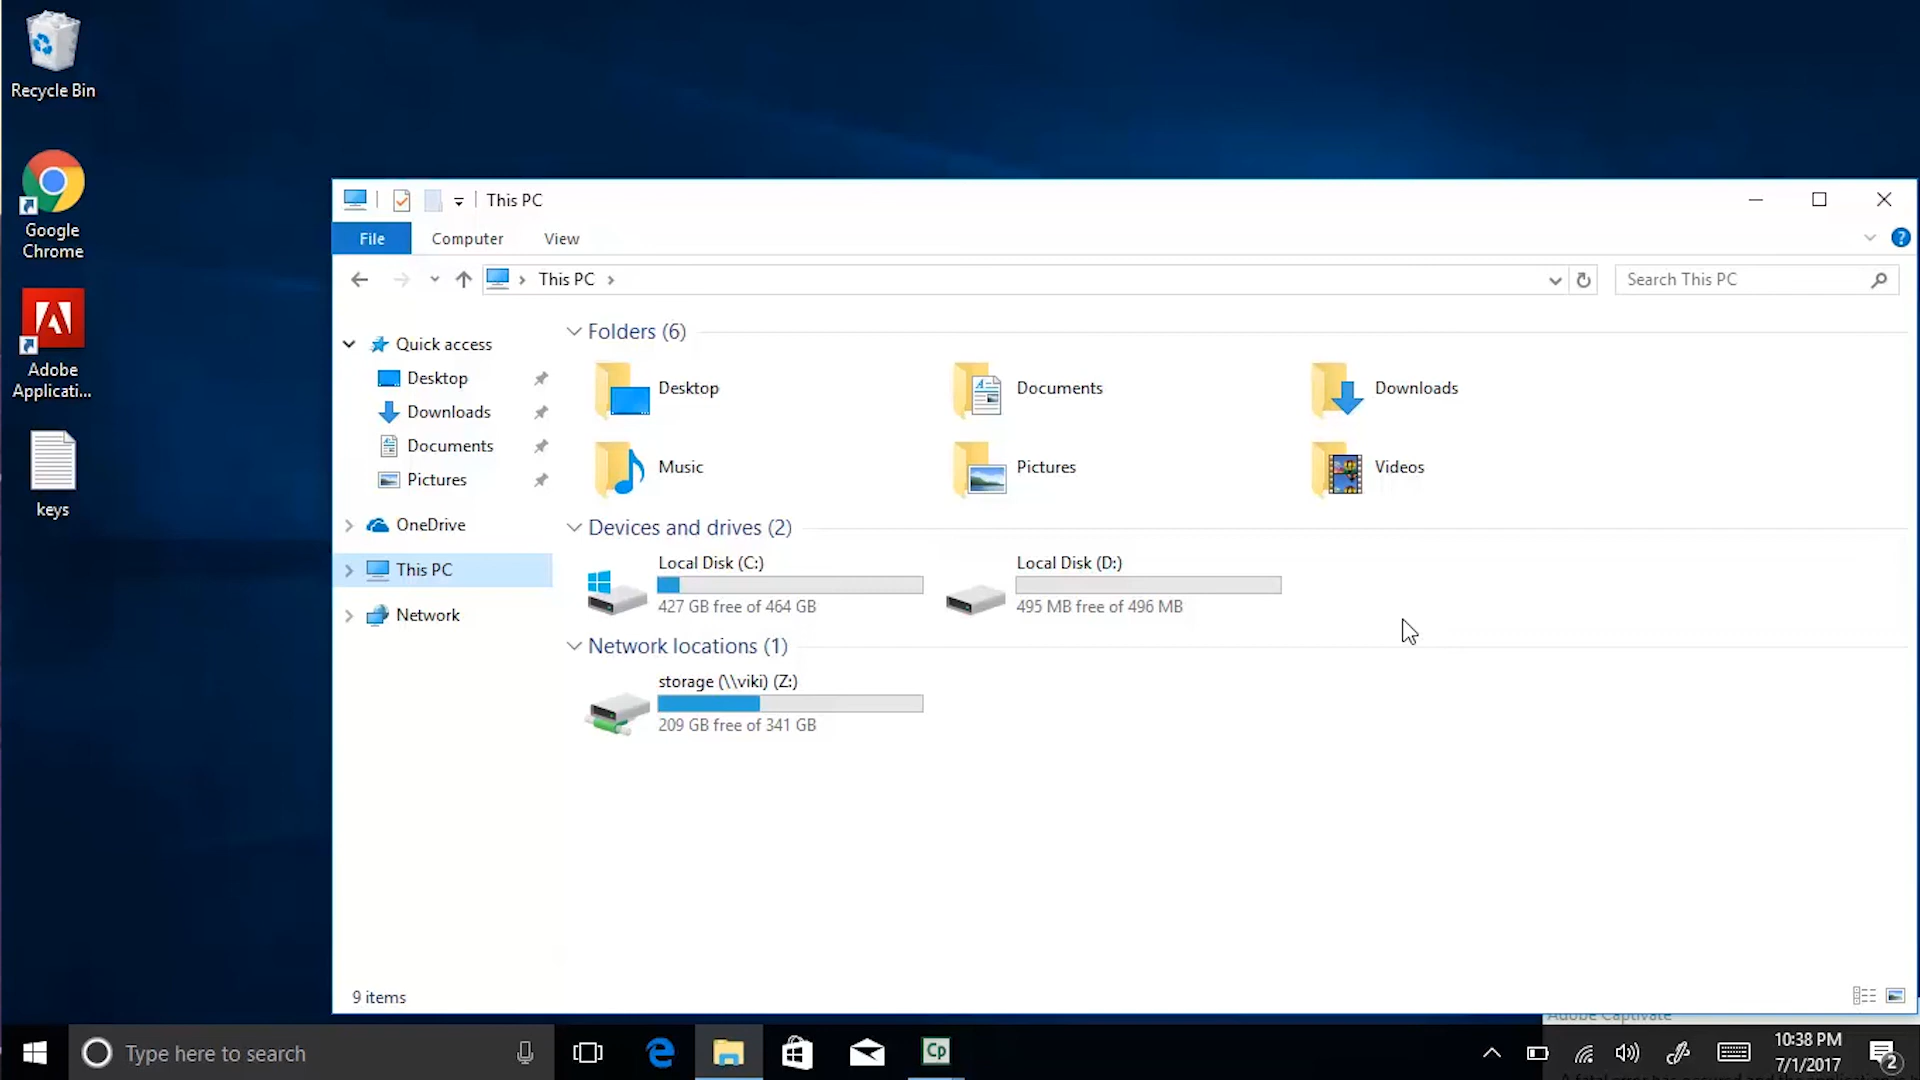 Recycle Bin
Google
Chrome
Adobe
Applicati...
keys
This PC
File
Computer
View
?
This PC
Search This PC
Quick access
Desktop
Downloads
Documents
Pictures
OneDrive
This PC
Network
Folders (6)
Desktop
Documents
Downloads
Music
Pictures
Videos
Devices and drives (2)
Local Disk (C:)
427 GB free of 464 GB
Local Disk (D:)
495 MB free of 496 MB
Network locations (1)
storage (\\viki) (Z:)
209 GB free of 341 GB
9 items
Adobe Captivate
Type here to search
Cp
10:38 PM
7/1/2017
2